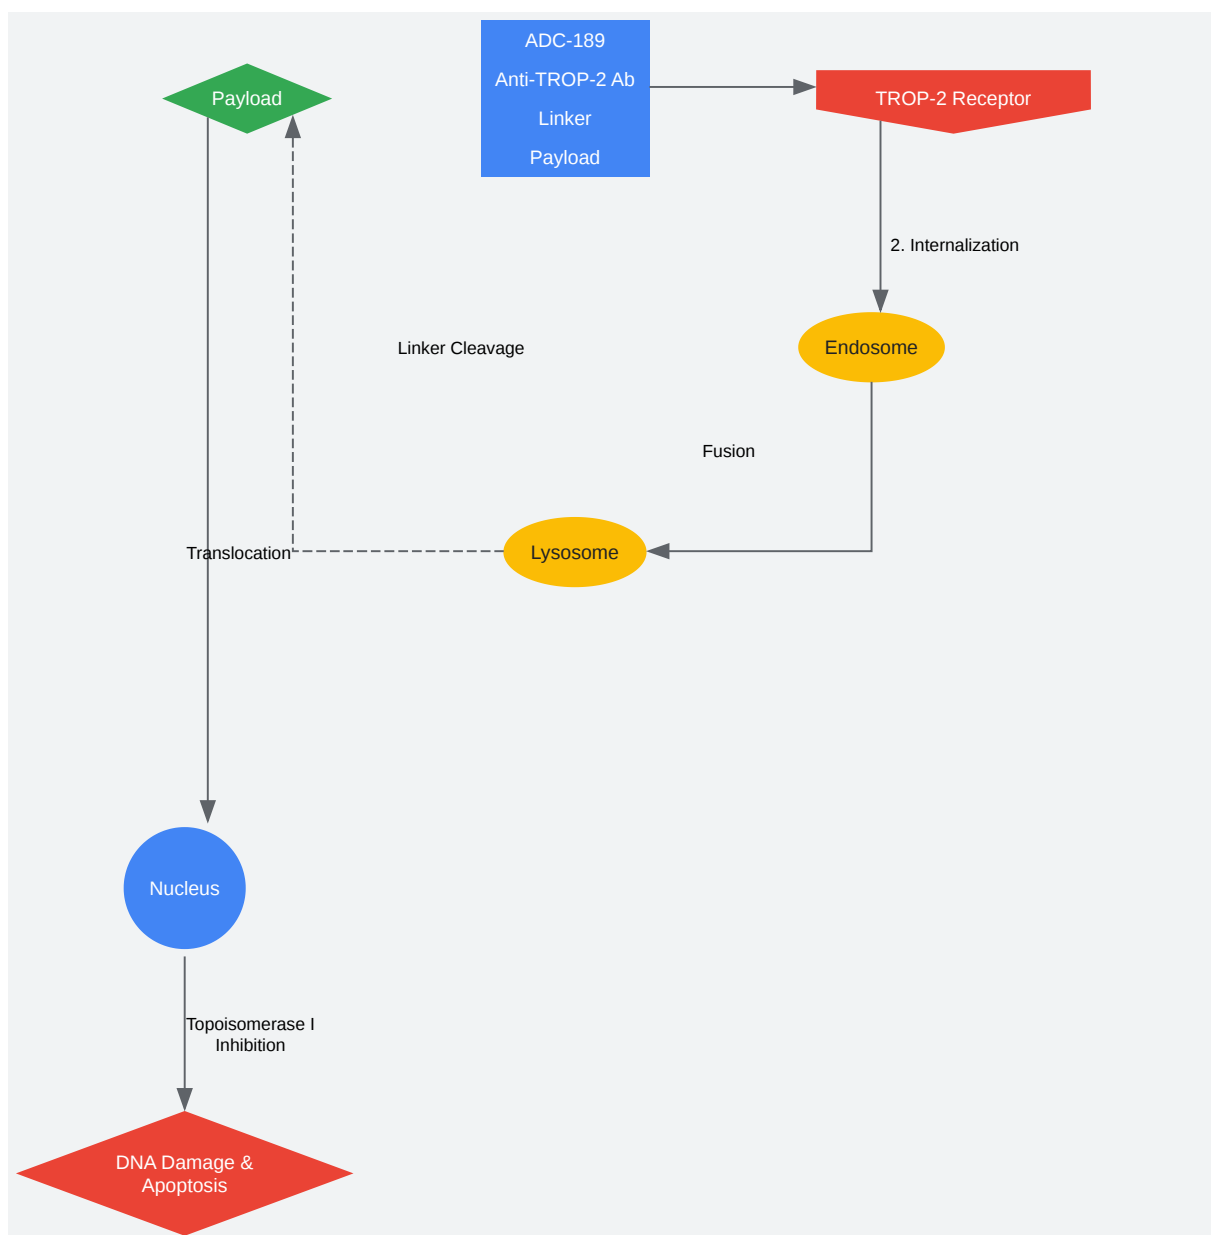 ADC-189
Anti-TROP-2 Ab
Linker
Payload
Payload
TROP-2 Receptor
2. Internalization
Linker Cleavage
Endosome
Fusion
Translocation
Lysosome
Nucleus
Topoisomerase I
Inhibition
DNA Damage &
Apoptosis